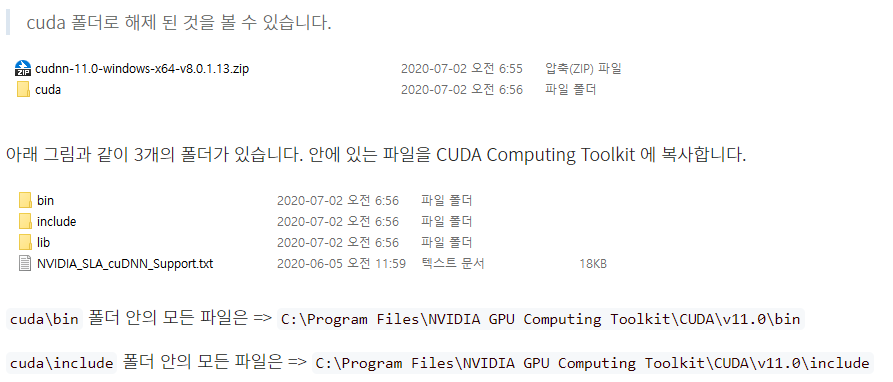 cuda 폴더로 해제 된 것을 볼 수 있습니다.
cudnn-11.0-windows-x64-v8.0.1.13.zip 2020-07-02 오전 6:55 압축(ZIP) 파일
cuda 2020-07-02 오전 6:56 파일 폴더
아래 그림과 같이 3개의 폴더가 있습니다. 안에 있는 파일을 CUDA Computing Toolkit 에 복사합니다.
bin 2020-07-02 오전 6:56 파일 폴더
include 2020-07-02 오전 6:56 파일 폴더
lib 2020-07-02 오전 6:56 파일 폴더
NVIDIA_SLA_cuDNN_Support.txt 2020-06-05 오전 11:59 텍스트 문서 18KB
cuda\bin 폴더 안의 모든 파일은 => C:\Program Files\NVIDIA GPU Computing Toolkit\CUDA\v11.0\bin
cuda\include 폴더 안의 모든 파일은 => C:\Program Files\NVIDIA GPU Computing Toolkit\CUDA\v11.0\include